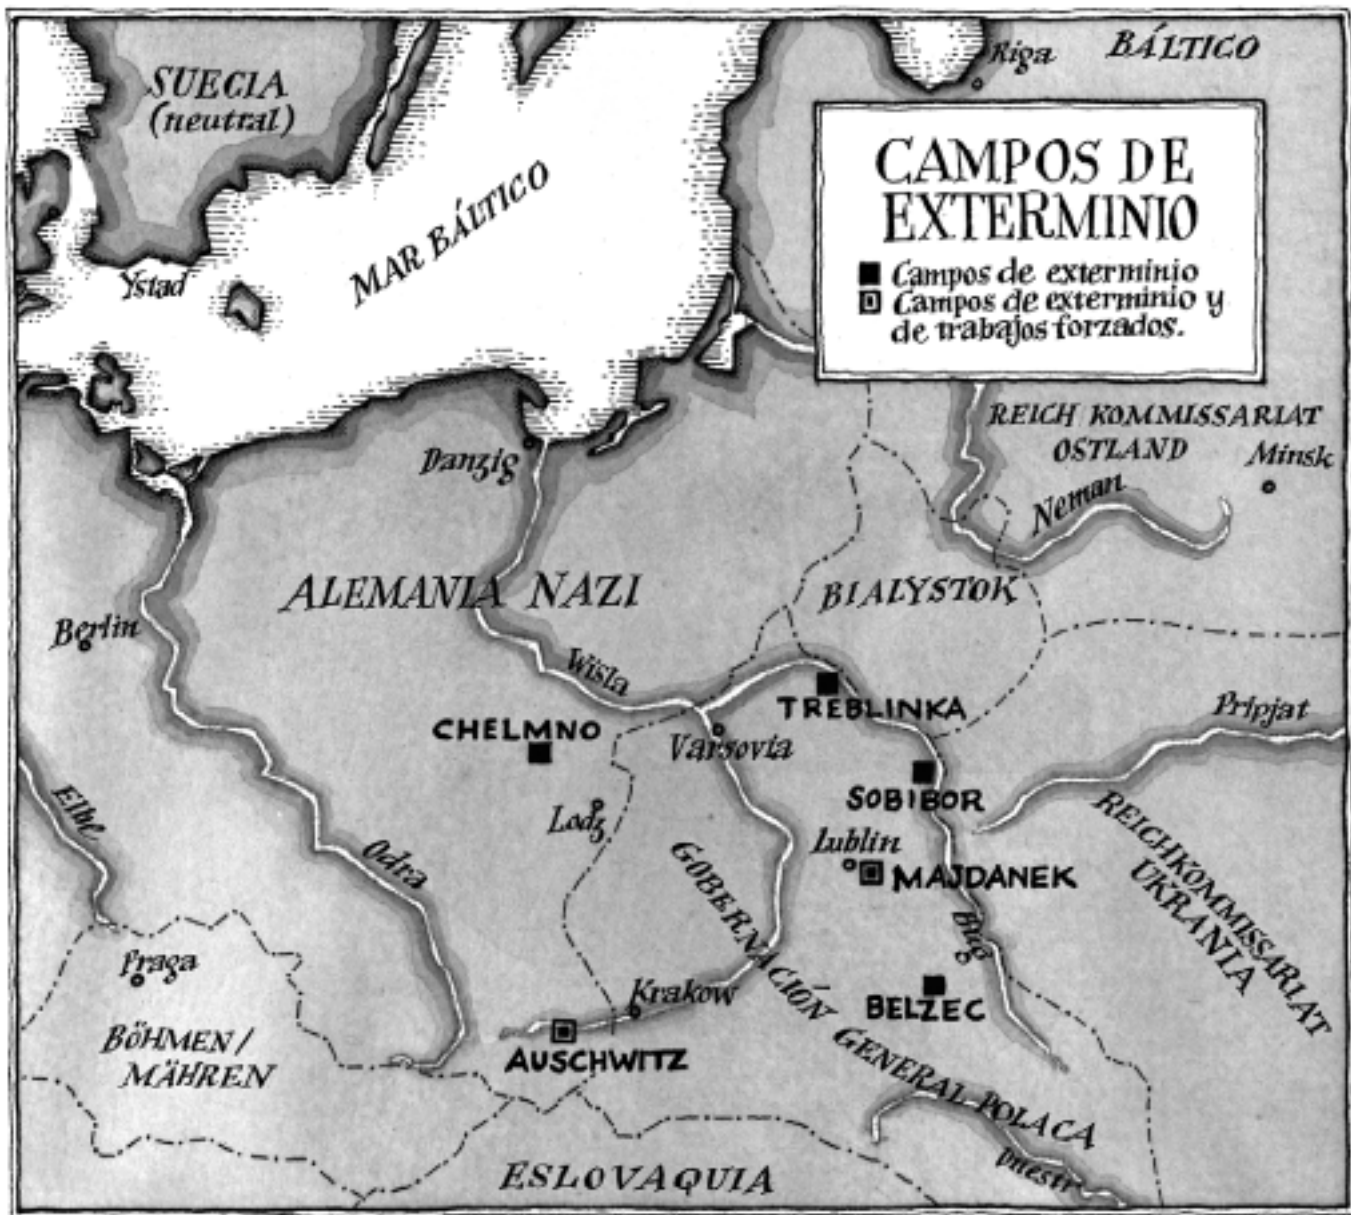 SUECIA
(neutral)
Riga
BÁLTICO
CAMPOS DE
EXTERMINIO
Campos de exterminio
Campos de exterminio y
de trabajos forzados.
MAR BÁLTICO
Ystad
REICH KOMMISSARIAT
OSTLAND
Minsk
Neman
Danzig
ALEMANIA NAZI
BIALYSTOK
Berlin
Wisla
TREBLINKA
Pripjat
CHELMNO
Varsovia
SOBIBOR
Elbe
Lodz
Odra
Lublin
MAJDANEK
REICHKOMMISSARIAT
UKRANIA
GOBERNACIÓN
GENERAL POLACA
Bug
Praga
Krakow
BELZEC
BÖHMEN/
MÄHREN
AUSCHWITZ
Dnestr
ESLOVAQUIA